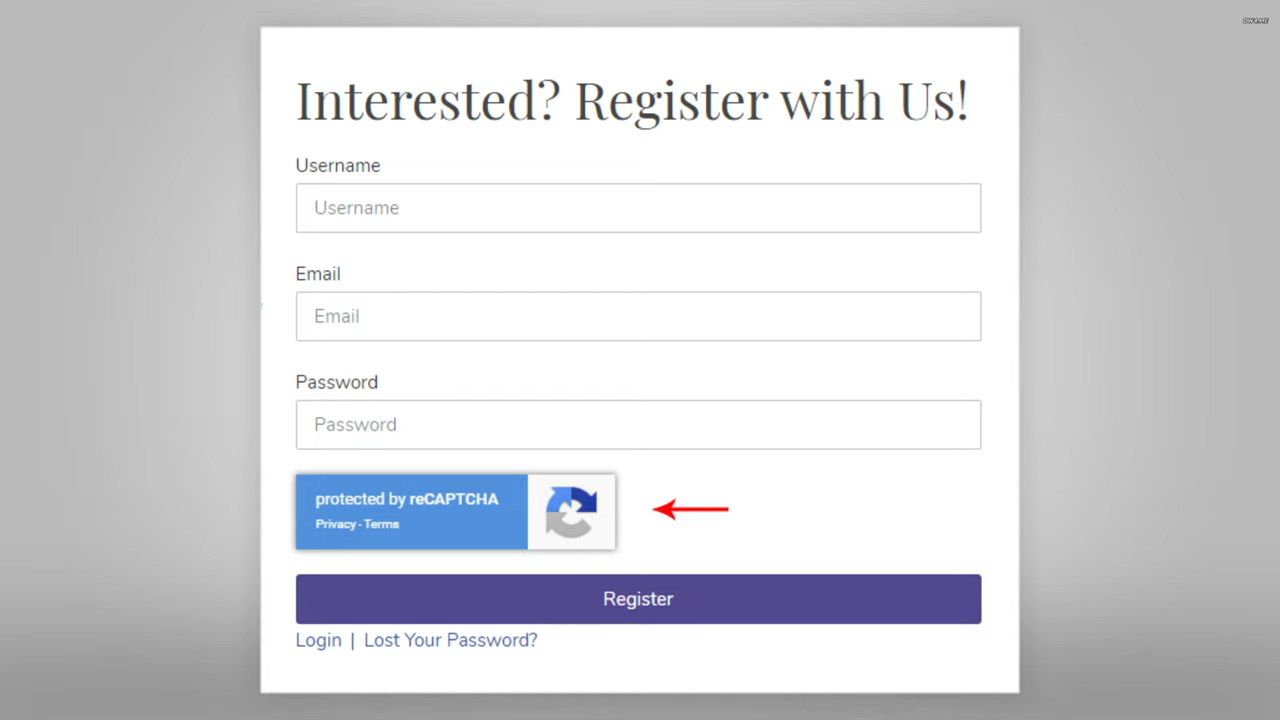 Interested? Register with Us!
Username
Username
Email
Email
Password
Password
protected by reCAPTCHA
Privacy - Terms
Register
Login | Lost Your Password?